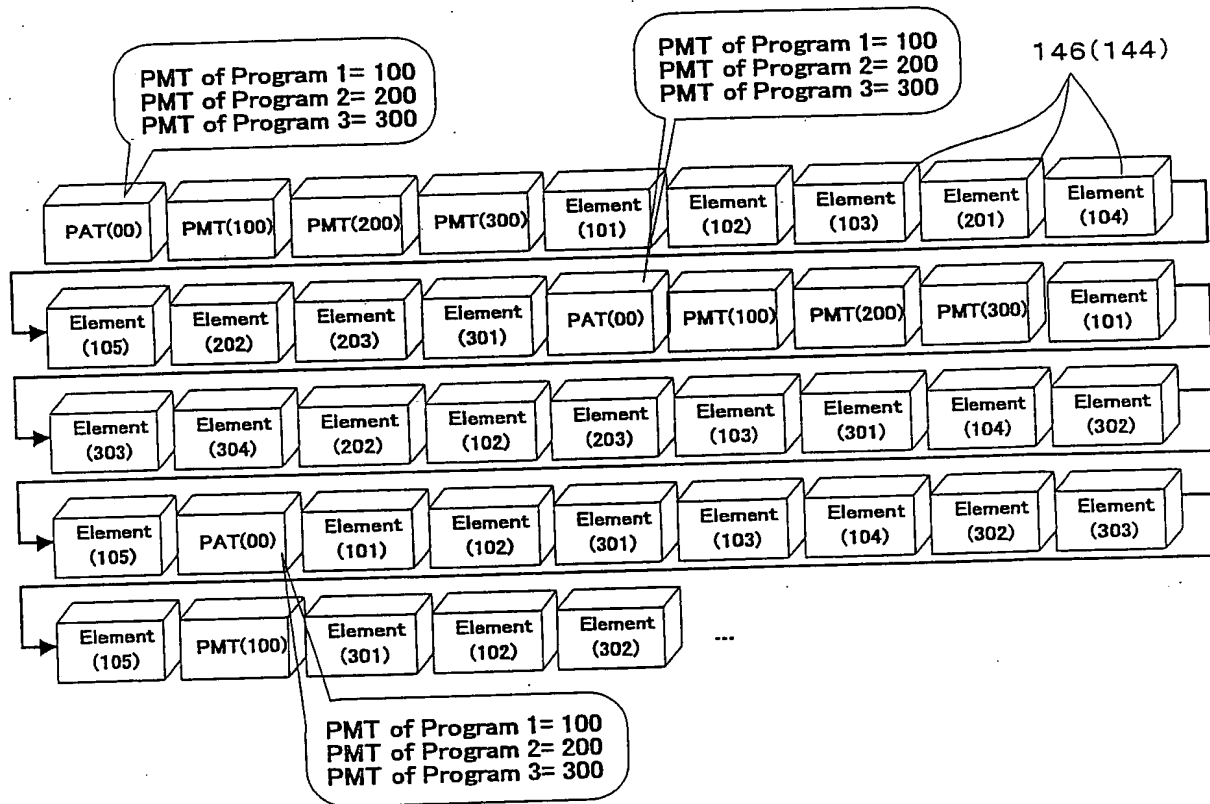 PMT of Program 1= 100
PMT of Program 2= 200
PMT of Program 3= 300
PMT of Program 1= 100
PMT of Program 2= 200
PMT of Program 3= 300
146(144)
PAT(00) PMT(100) PMT(200) PMT(300) Element (101) Element (102) Element (103) Element (201) Element (104)
Element (105) Element (202) Element (203) Element (301) PAT(00) PMT(100) PMT(200) PMT(300) Element (101)
Element (303) Element (304) Element (202) Element (102) Element (203) Element (103) Element (301) Element (104) Element (302)
Element (105) PAT(00) Element (101) Element (102) Element (301) Element (103) Element (104) Element (302) Element (303)
Element (105) PMT(100) Element (301) Element (102) Element (302) ...
PMT of Program 1= 100
PMT of Program 2= 200
PMT of Program 3= 300